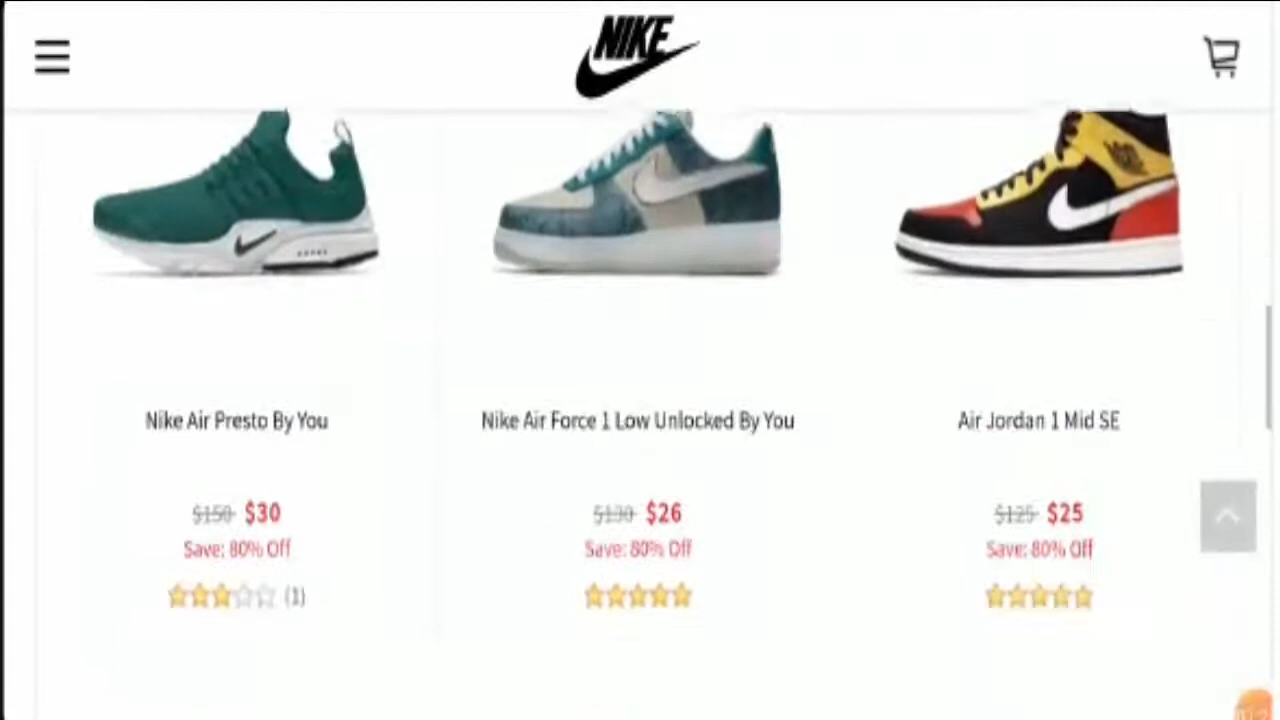 NIKE
Nike Air Presto By You
Nike Air Force 1 Low Unlocked By You
Air Jordan 1 Mid SE
$150 $30
$130 $26
$125 $25
Save: 80% Off
Save: 80% Off
Save: 80% Off
(1)